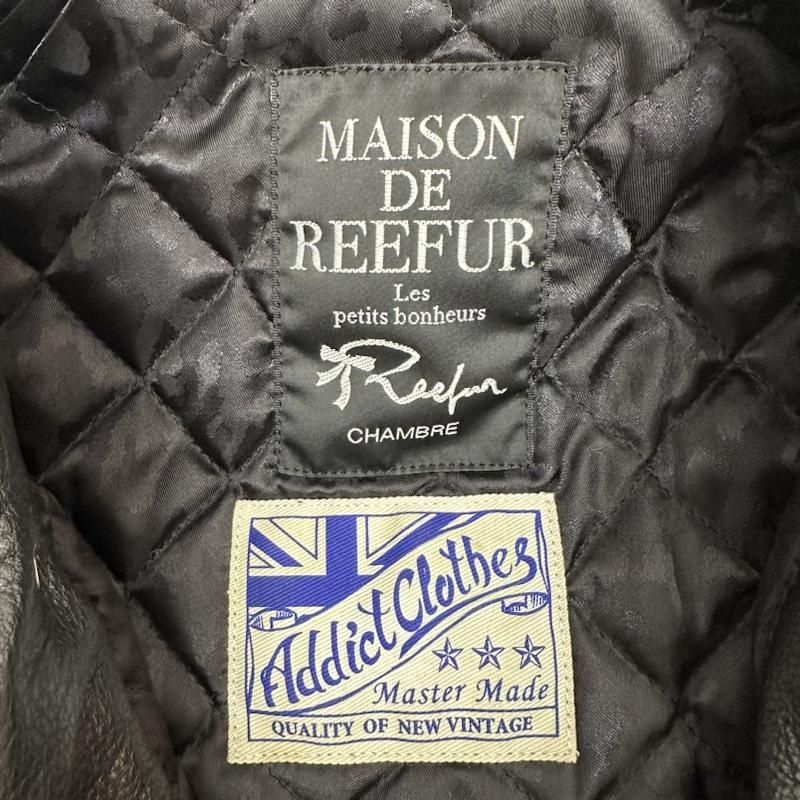 MAISON
DE
REEFUR
Les
petits bonheurs
Reefur
CHAMBRE
Addict Clothes
Master Made
QUALITY OF NEW VINTAGE